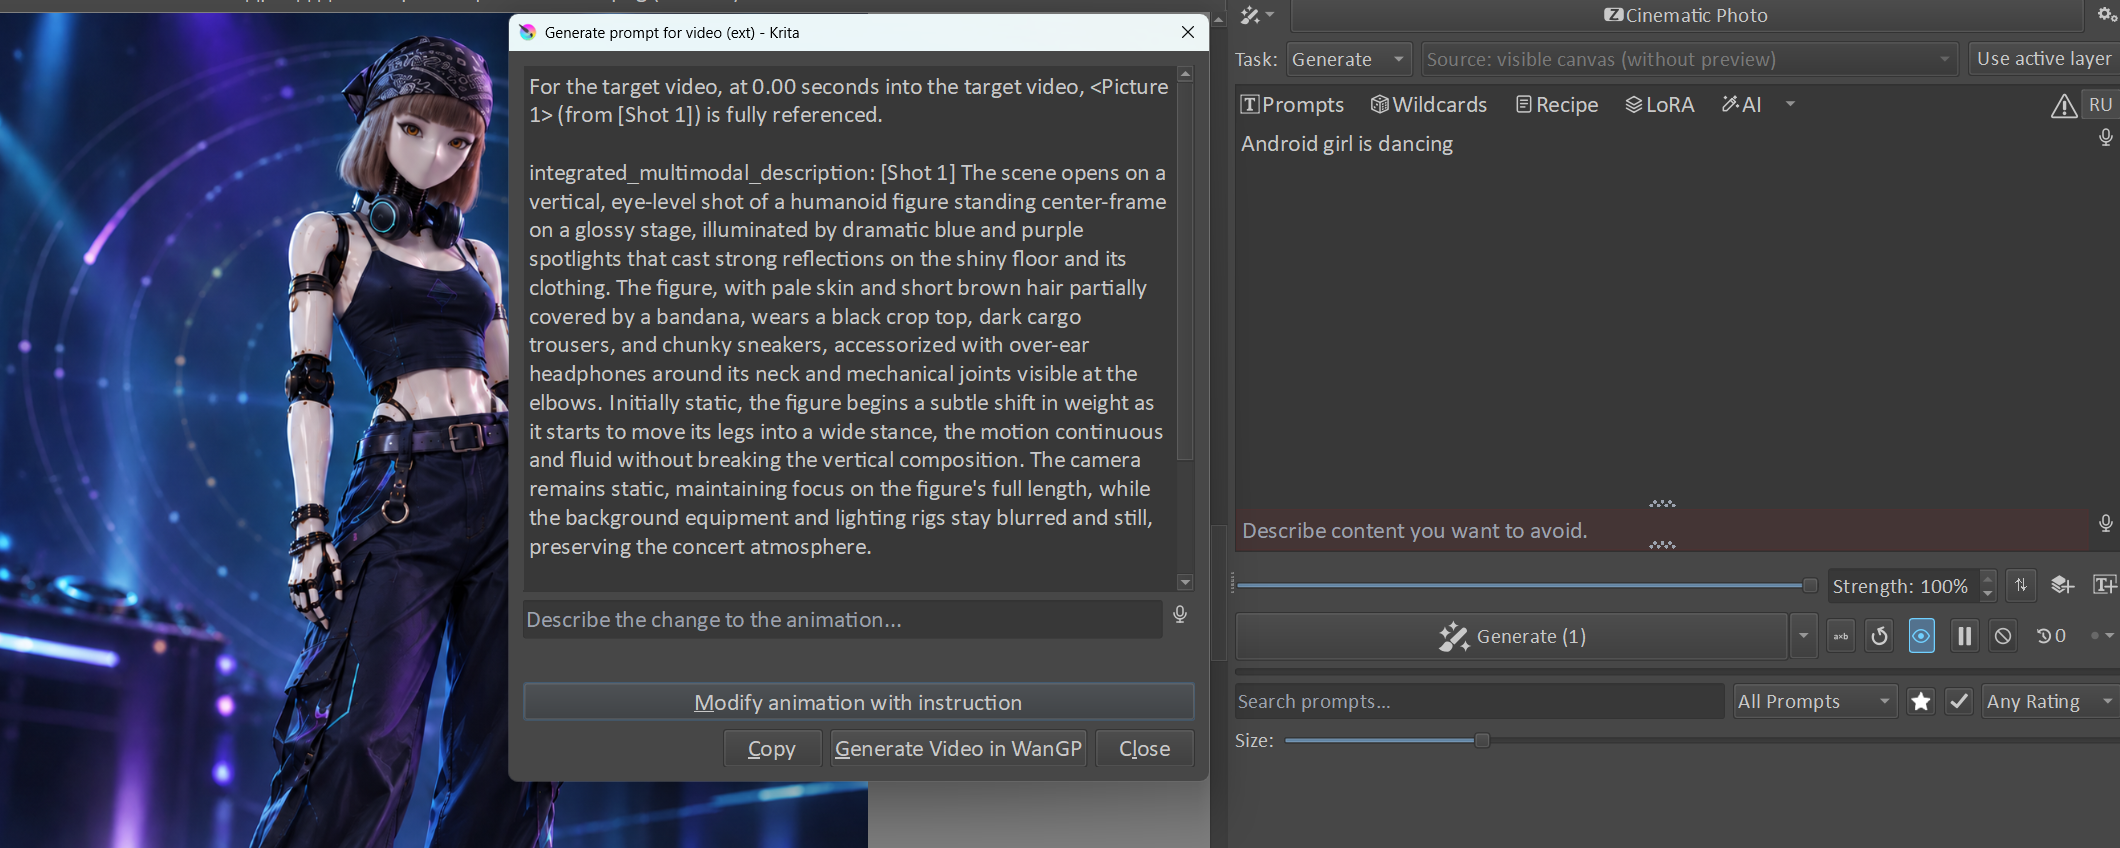 Generate prompt for video (ext) - Krita
For the target video, at 0.00 seconds into the target video, <Picture
1> (from [Shot 1]) is fully referenced.
integrated_multimodal_description: [Shot 1] The scene opens on a
vertical, eye-level shot of a humanoid figure standing center-frame
on a glossy stage, illuminated by dramatic blue and purple
spotlights that cast strong reflections on the shiny floor and its
clothing. The figure, with pale skin and short brown hair partially
covered by a bandana, wears a black crop top, dark cargo
trousers, and chunky sneakers, accessorized with over-ear
headphones around its neck and mechanical joints visible at the
elbows. Initially static, the figure begins a subtle shift in weight as
it starts to move its legs into a wide stance, the motion continuous
and fluid without breaking the vertical composition. The camera
remains static, maintaining focus on the figure's full length, while
the background equipment and lighting rigs stay blurred and still,
preserving the concert atmosphere.
Describe the change to the animation...
Modify animation with instruction
Copy
Generate Video in WanGP
Close
Cinematic Photo
Task: Generate
Source: visible canvas (without preview)
Use active layer
Prompts
Wildcards
Recipe
LoRA
AI
RU
Android girl is dancing
Describe content you want to avoid.
Strength: 100%
Generate (1)
a×b
0
Search prompts...
All Prompts
Any Rating
Size: